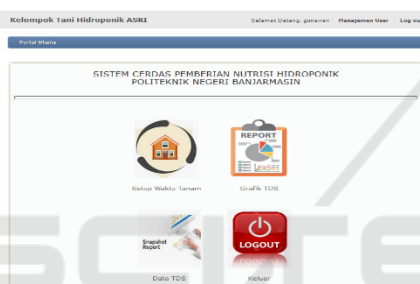 Kelompok Tani Hidroponik ASRI
Selamat Datang, gunawan | Manajemen User | Log out
Portal Utama
SISTEM CERDAS PEMBERIAN NUTRISI HIDROPONIK
POLITEKNIK NEGERI BANJARMASIN
REPORT
Setup Waktu Tanam
Grafik TDS
Snapshot
Report
LOGOUT
Data TDS
Keluar